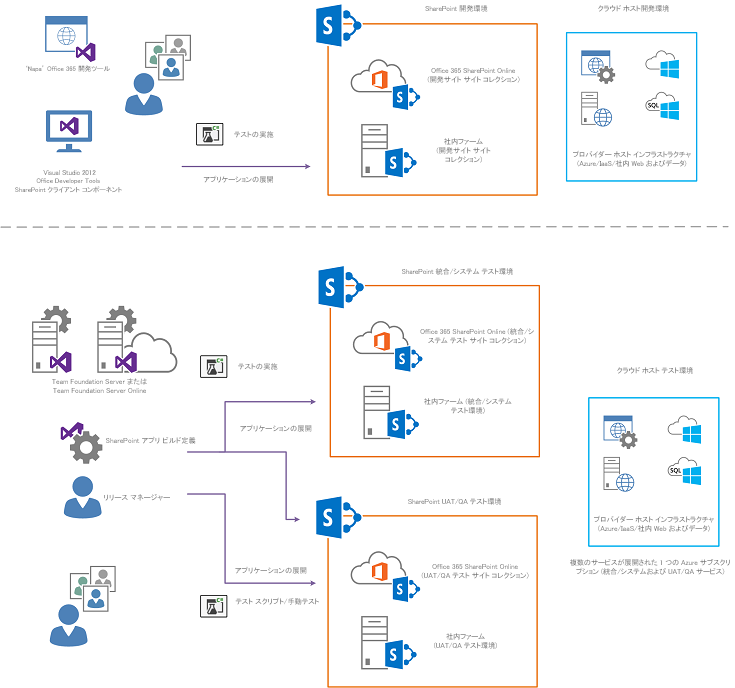 SharePoint 開発環境
クラウド ホスト開発環境
'Napa' Office 365 開発ツール
Office 365 SharePoint Online
(開発サイト サイト コレクション)
テストの実施
社内ファーム
(開発サイト サイト
コレクション)
SQL
プロバイダー ホスト インフラストラクチャ
(Azure/IaaS/社内 Web およびデータ)
Visual Studio 2012
Office Developer Tools
SharePoint クライアント コンポーネント
アプリケーションの展開
SharePoint 統合/システム テスト環境
Office 365 SharePoint Online (統合/シ
ステム テスト サイト コレクション)
Team Foundation Server または
Team Foundation Server Online
テストの実施
クラウド ホスト テスト環境
社内ファーム (統合/システム
テスト環境)
アプリケーションの展開
SharePoint アプリ ビルド定義
SQL
リリース マネージャー
SharePoint UAT/QA テスト環境
プロバイダー ホスト インフラストラクチャ
(Azure/IaaS/社内 Web およびデータ)
複数のサービスが展開された 1 つの Azure サブスクリ
プション (統合/システムおよび UAT/QA サービス)
アプリケーションの展開
Office 365 SharePoint Online
(UAT/QA テスト サイト コレクション)
テスト スクリプト/手動テスト
社内ファーム
(UAT/QA テスト環境)